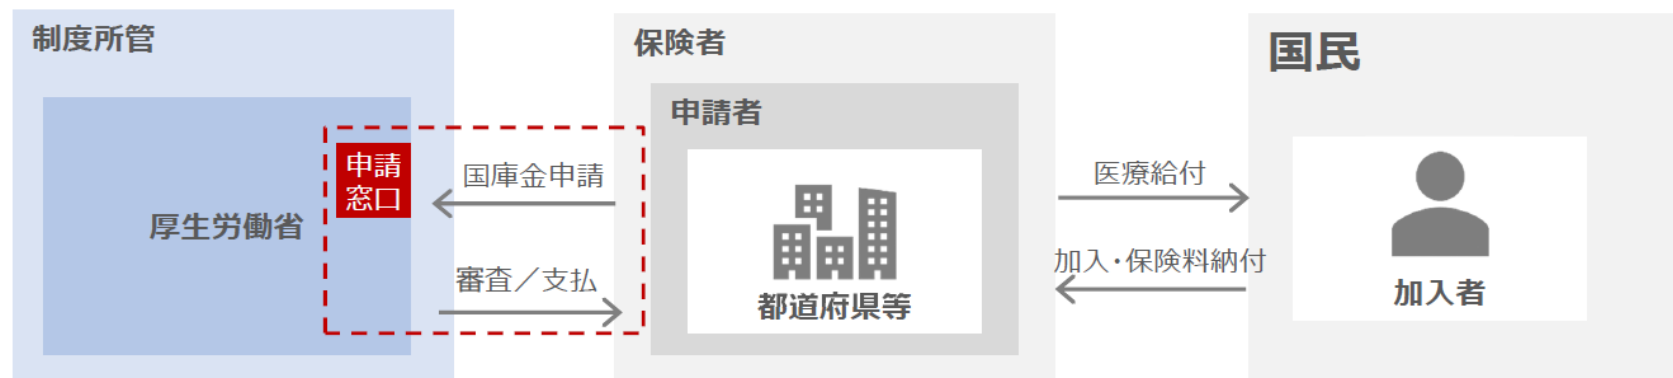 制度所管
厚生労働省
申請
窓口
国庫金申請
審査／支払
保険者
申請者
都道府県等
医療給付
加入・保険料納付
国民
加入者